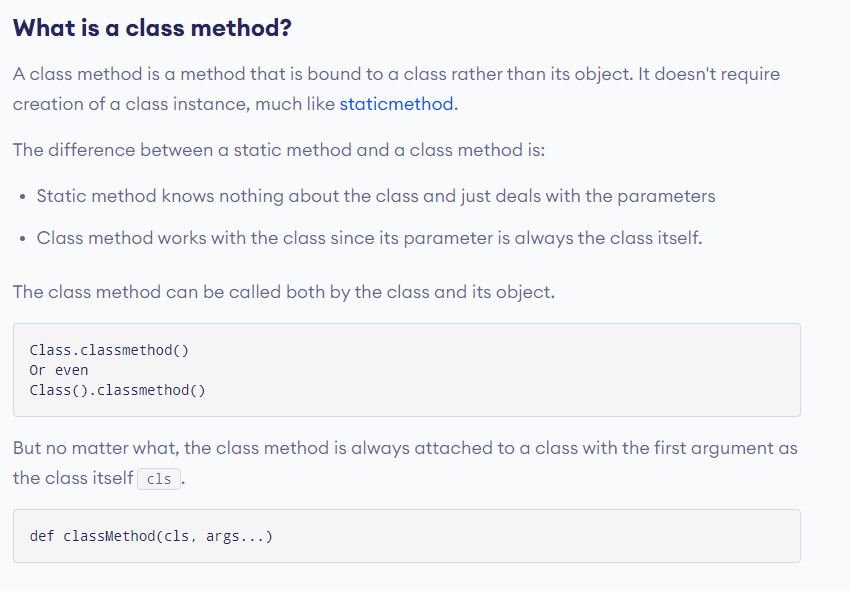 What is a class method?
A class method is a method that is bound to a class rather than its object. It doesn't require
creation of a class instance, much like staticmethod.
The difference between a static method and a class method is:
• Static method knows nothing about the class and just deals with the parameters
• Class method works with the class since its parameter is always the class itself.
The class method can be called both by the class and its object.
Class.classmethod()
Or even
Class().classmethod()
But no matter what, the class method is always attached to a class with the first argument as
the class itself cls.
def classMethod(cls, args...)